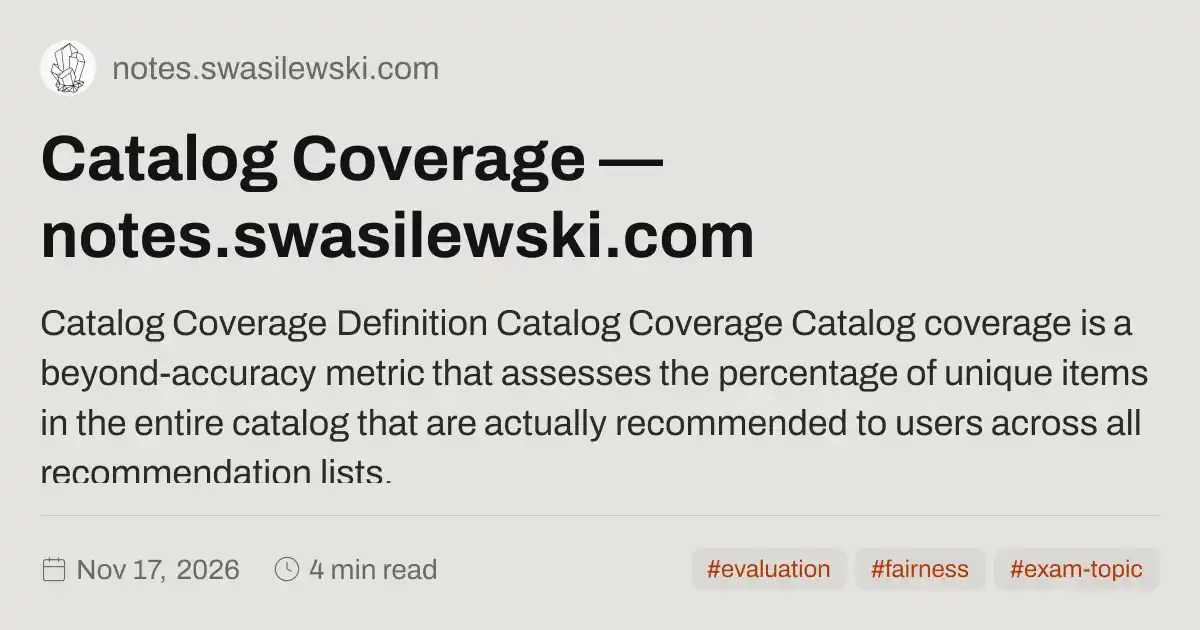 notes.swasilewski.com
Catalog Coverage —
notes.swasilewski.com
Catalog Coverage Definition Catalog Coverage Catalog coverage is a
beyond-accuracy metric that assesses the percentage of unique items
in the entire catalog that are actually recommended to users across all
recommendation lists.
Nov 17, 2026 4 min read #evaluation #fairness #exam-topic